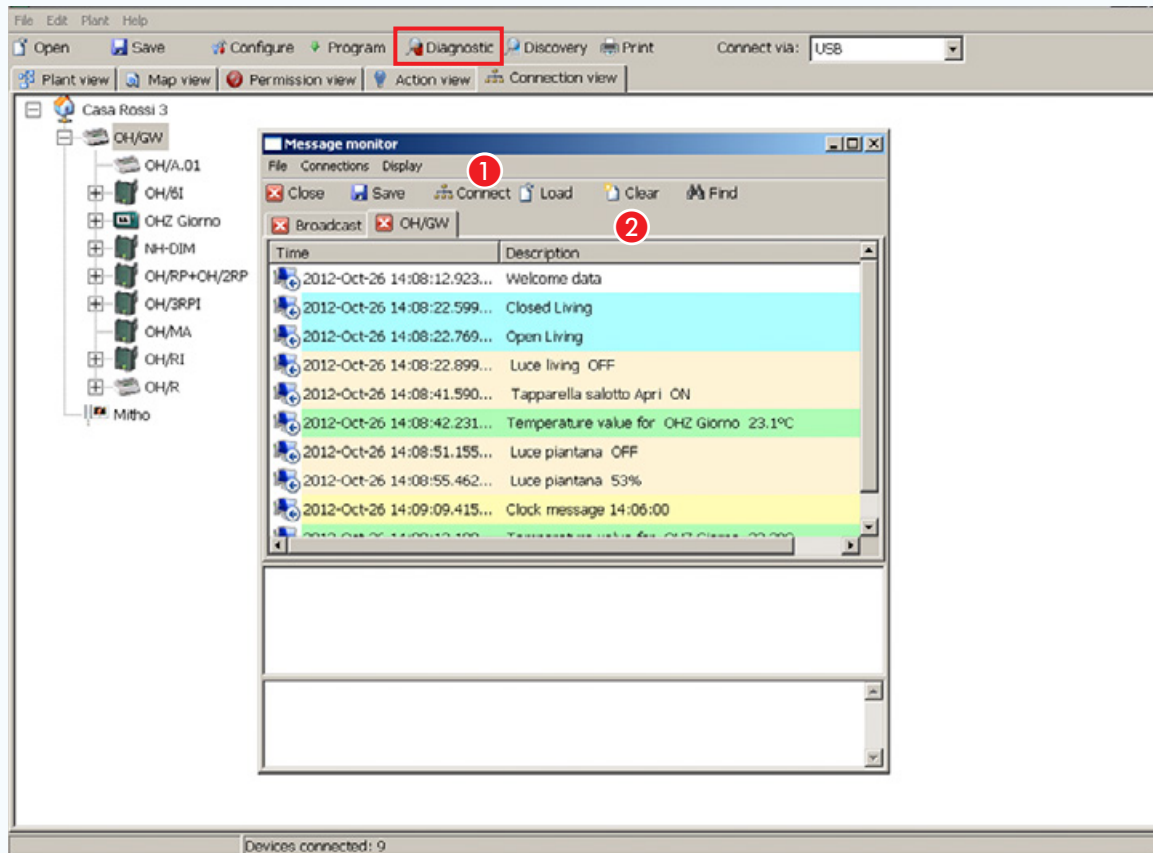 File Edit Plant Help
Open Save Configure Program Diagnostic Discovery Print Connect via: USB
Plant view Map view Permission view Action view Connection view
Casa Rossi 3
OH/GW
OH/A.01
OH/6I
OHZ Giorno
NH-DIM
OH/RP+OH/2RP
OH/3RPI
OH/MA
OH/RI
OH/R
Mitho
Message monitor
File Connections Display
1
Close Save Connect Load Clear Find
Broadcast OH/GW
2
Time Description
2012-Oct-26 14:08:12.923... Welcome data
2012-Oct-26 14:08:22.599... Closed Living
2012-Oct-26 14:08:22.769... Open Living
2012-Oct-26 14:08:22.899... Luce living OFF
2012-Oct-26 14:08:41.590... Tapparella salotto Apri ON
2012-Oct-26 14:08:42.231... Temperature value for OHZ Giorno 23.1ºC
2012-Oct-26 14:08:51.155... Luce piantana OFF
2012-Oct-26 14:08:55.462... Luce piantana 53%
2012-Oct-26 14:09:09.415... Clock message 14:06:00
Temperature value for OHZ Giorno
Devices connected: 9